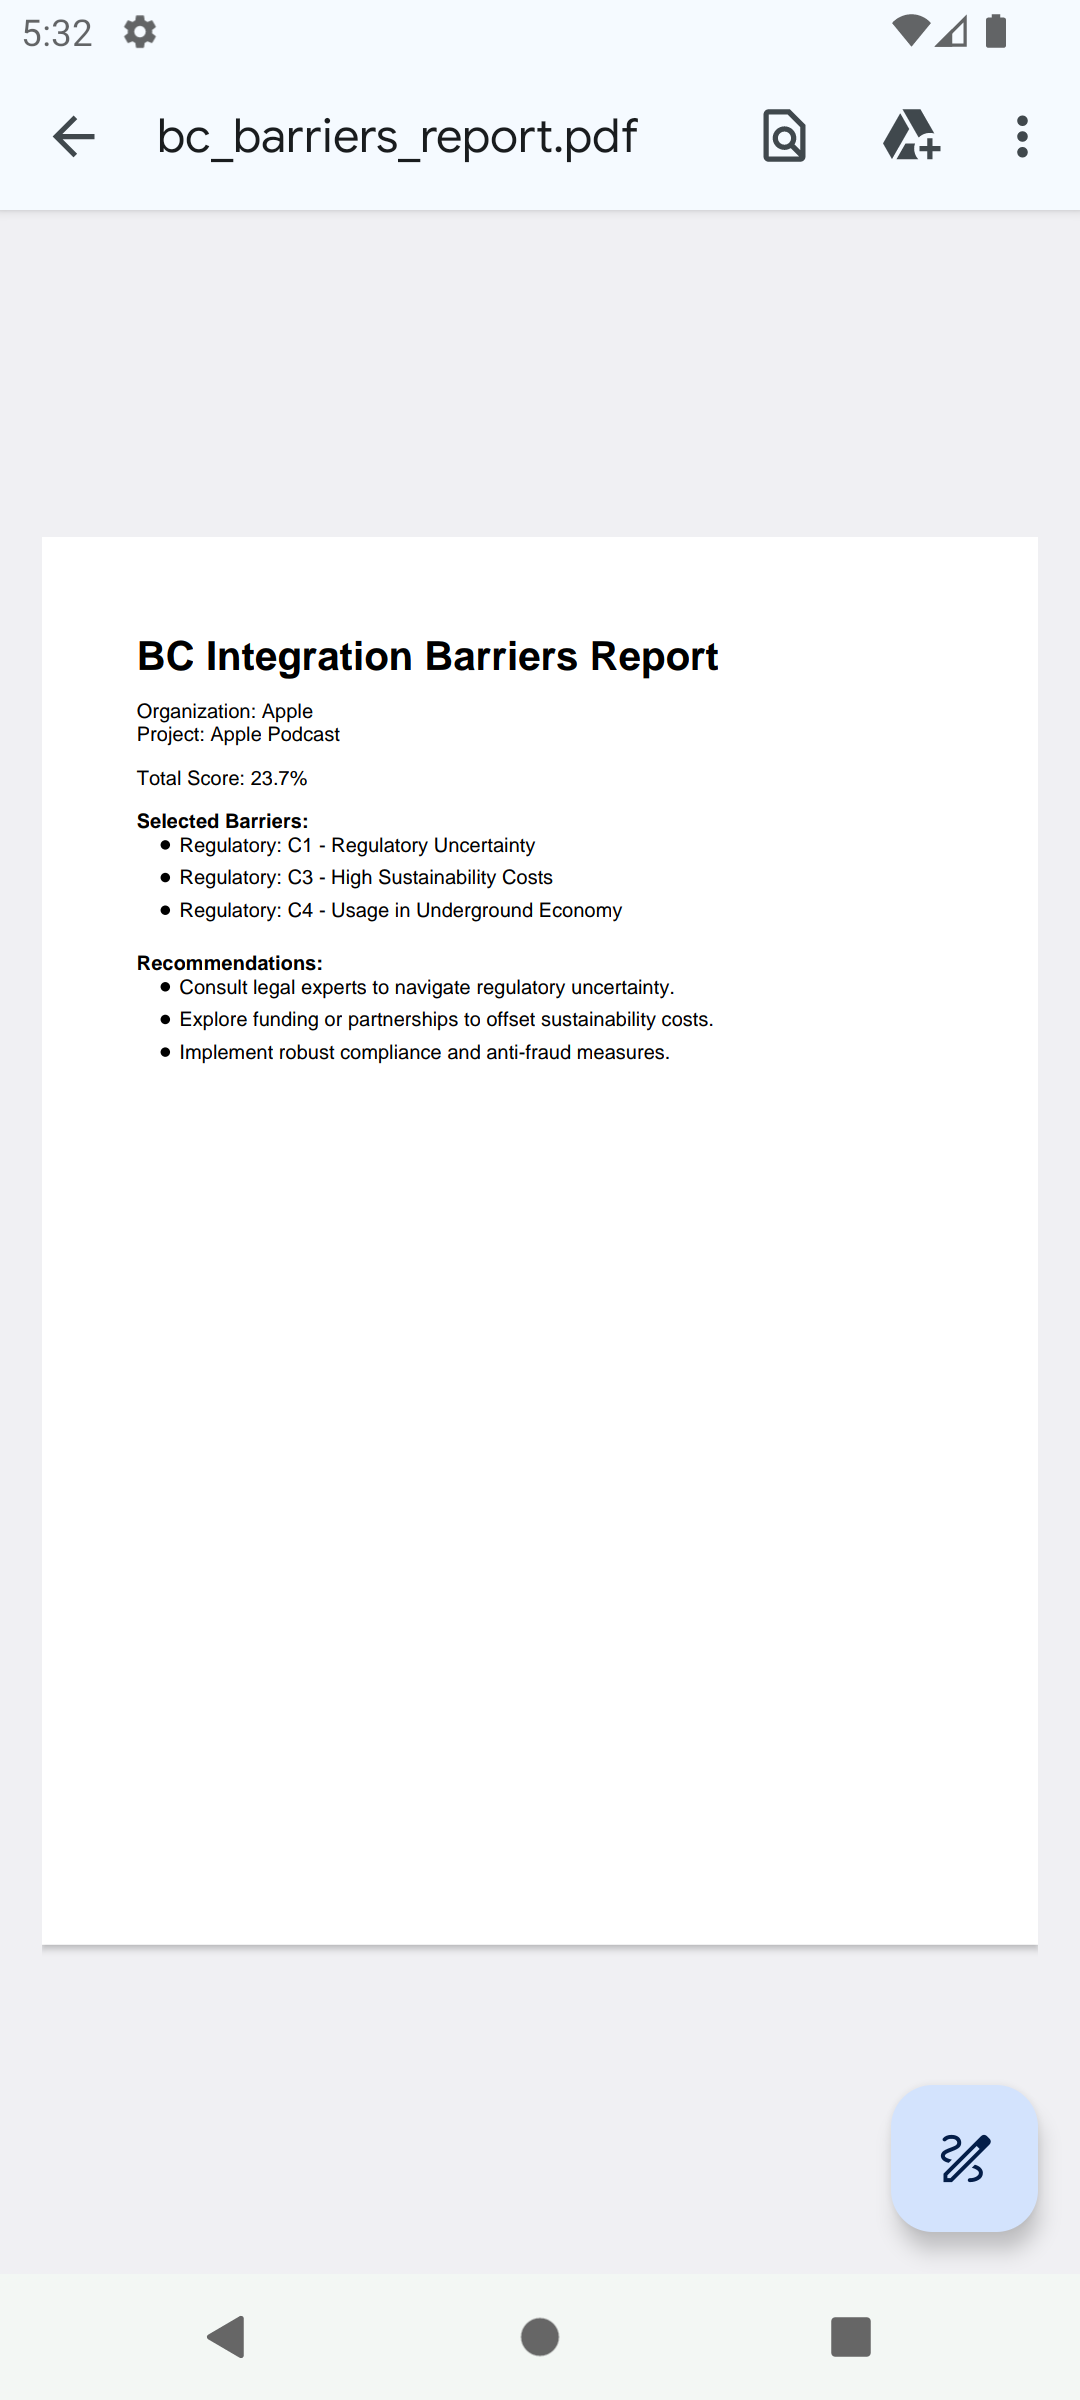 5:32
bc_barriers_report.pdf
BC Integration Barriers Report
Organization: Apple
Project: Apple Podcast
Total Score: 23.7%
Selected Barriers:
● Regulatory: C1 - Regulatory Uncertainty
● Regulatory: C3 - High Sustainability Costs
● Regulatory: C4 - Usage in Underground Economy
Recommendations:
● Consult legal experts to navigate regulatory uncertainty.
● Explore funding or partnerships to offset sustainability costs.
● Implement robust compliance and anti-fraud measures.